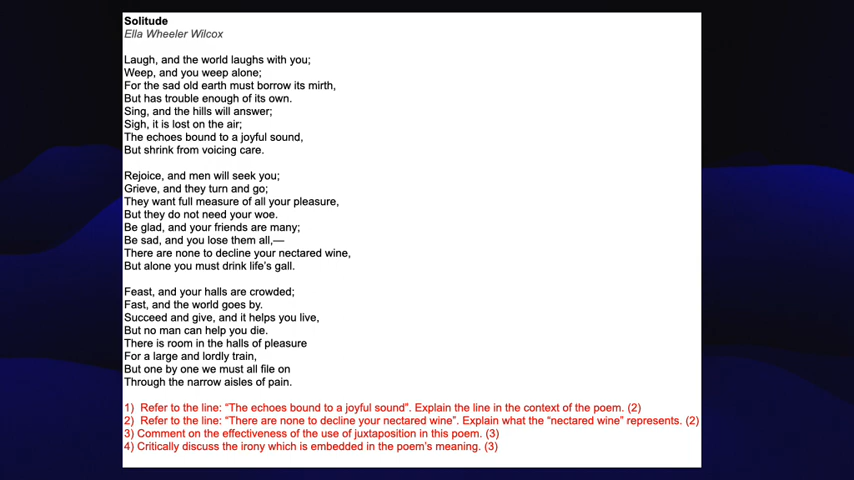 Solitude
Ella Wheeler Wilcox
Laugh, and the world laughs with you;
Weep, and you weep alone;
For the sad old earth must borrow its mirth,
But has trouble enough of its own.
Sing, and the hills will answer;
Sigh, it is lost on the air;
The echoes bound to a joyful sound,
But shrink from voicing care.
Rejoice, and men will seek you;
Grieve, and they turn and go;
They want full measure of all your pleasure,
But they do not need your woe.
Be glad, and your friends are many;
Be sad, and you lose them all,—
There are none to decline your nectared wine,
But alone you must drink life's gall.
Feast, and your halls are crowded;
Fast, and the world goes by.
Succeed and give, and it helps you live,
But no man can help you die.
There is room in the halls of pleasure
For a large and lordly train,
But one by one we must all file on
Through the narrow aisles of pain.
1) Refer to the line: "The echoes bound to a joyful sound". Explain the line in the context of the poem. (2)
2) Refer to the line: "There are none to decline your nectared wine". Explain what the "nectared wine" represents. (2)
3) Comment on the effectiveness of the use of juxtaposition in this poem. (3)
4) Critically discuss the irony which is embedded in the poem's meaning. (3)